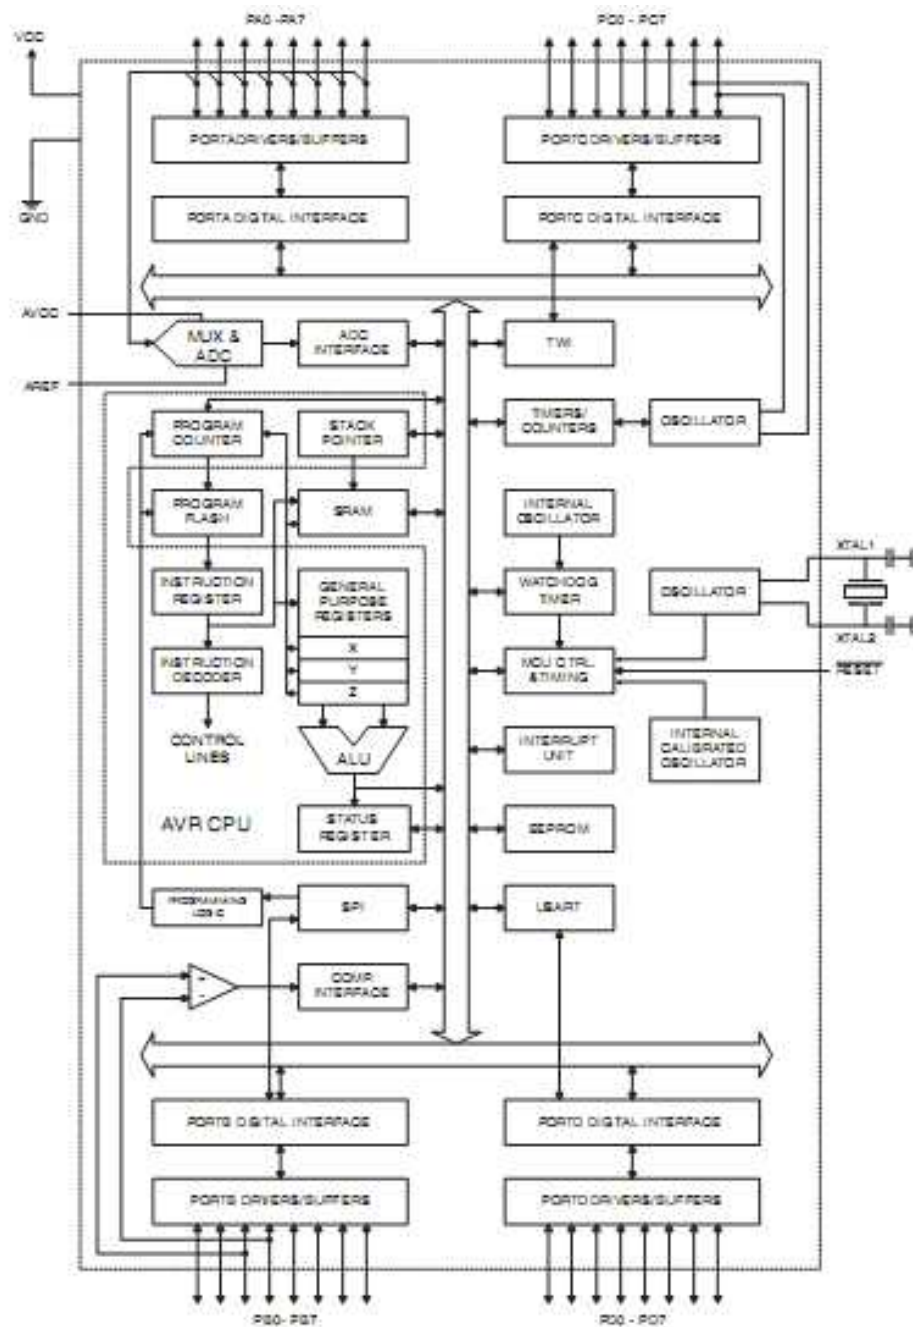 PA0 - PA7
PC0 - PC7
VCC
GND
PORTA DRIVERS/BUFFERS
PORTC DRIVERS/BUFFERS
PORTA DIGITAL INTERFACE
PORTC DIGITAL INTERFACE
AVCC
MUX &
ADC
ADC
INTERFACE
TWI
AREF
PROGRAM
COUNTER
STACK
POINTER
TIMERS/
COUNTERS
OSCILLATOR
PROGRAM
FLASH
SRAM
INTERNAL
OSCILLATOR
XTAL1
INSTRUCTION
REGISTER
GENERAL
PURPOSE
REGISTERS
WATCHDOG
TIMER
OSCILLATOR
XTAL2
X
INSTRUCTION
DECODER
Y
MCU CTRL.
& TIMING
RESET
Z
CONTROL
LINES
ALU
INTERRUPT
UNIT
INTERNAL
CALIBRATED
OSCILLATOR
AVR CPU
STATUS
REGISTER
EEPROM
PROGRAMMING
LOGIC
SPI
USART
+
-
COMP.
INTERFACE
PORTB DIGITAL INTERFACE
PORTD DIGITAL INTERFACE
PORTB DRIVERS/BUFFERS
PORTD DRIVERS/BUFFERS
PB0 - PB7
PD0 - PD7